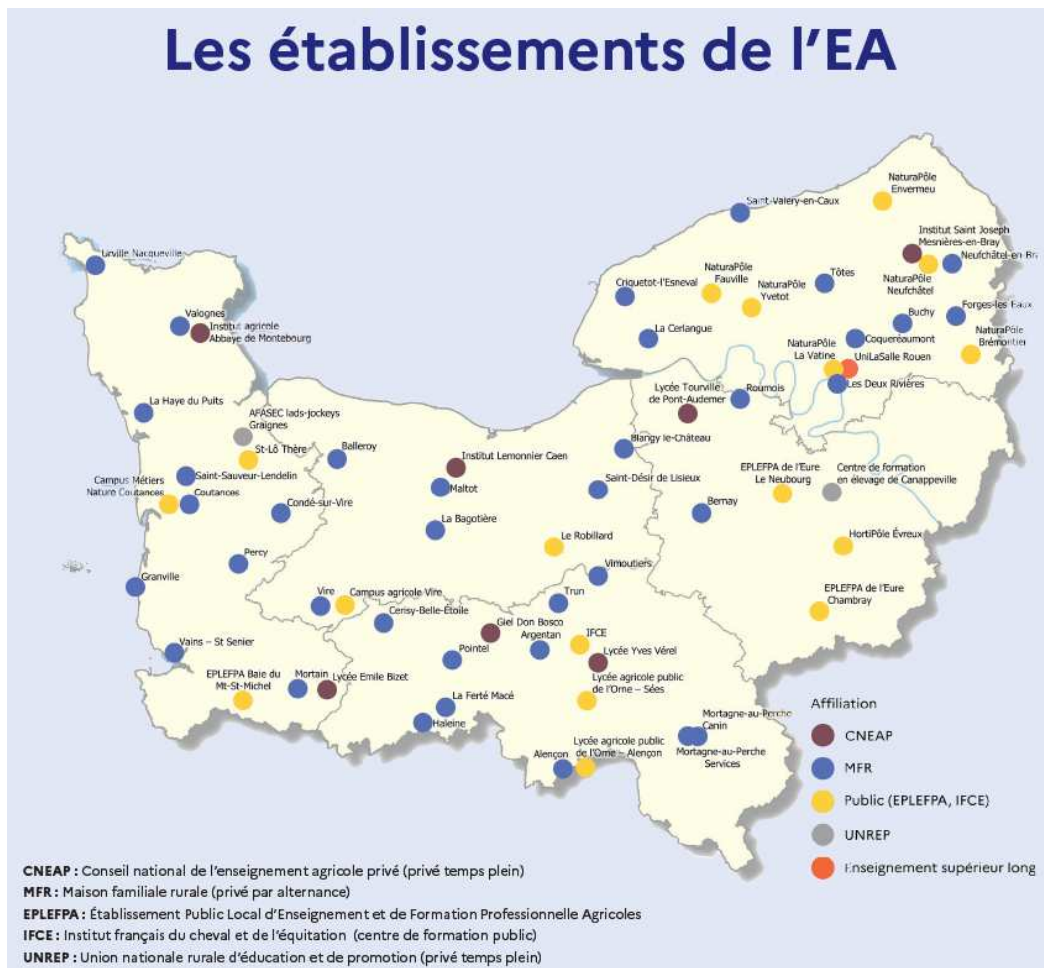 Les établissements de l'EA
NaturaPôle
Envermeu
Saint-Valery-en-Caux
Institut Saint Joseph
Mesnières-en-Bray
Neufchâtel-en-Br
Urville Nacqueville
NaturaPôle
Fauville
Criquetot-l'Esneval
NaturaPôle
Yvetot
Tôtes
NaturaPôle
Neufchâtel
Forges-les Eaux
Valognes
Institut agricole
Abbaye de Montebourg
Buchy
La Cerlangue
Coqueréaumont
NaturaPôle
Brémontier
NaturaPôle
La Vatine
UniLaSalle Rouen
Lycée Tourville
de Pont-Audemer
Roumois
Les Deux Rivières
La Haye du Puits
AFASEC lads-jockeys
Graignes
St-Lô Thère
Balleroy
Institut Lemonnier Caen
Blangy le-Château
Saint-Sauveur-Lendelin
Campus Métiers
Nature Coutances
Coutances
Maltot
Saint-Désir de Lisieux
EPLEFPA de l'Eure
Le Neubourg
Centre de formation
en élevage de Canappeville
Condé-sur-Vire
Bernay
La Bagotière
Le Robillard
HortiPôle Évreux
Percy
Vimoutiers
Granville
EPLEFPA de l'Eure
Chambray
Vire
Campus agricole Vire
Trun
Cerisy-Belle-Étoile
Giel Don Bosco
Argentan
IFCE
Vains – St Senier
Pointel
Lycée Yves Vérel
EPLEFPA Baie du
Mt-St-Michel
Mortain
Lycée Emile Bizet
Lycée agricole public
de l'Orne – Sées
La Ferté Macé
Haleine
Mortagne-au-Perche
Canin
Mortagne-au-Perche
Services
Alençon
Lycée agricole public
de l'Orne – Alençon
Affiliation
CNEAP
MFR
Public (EPLEFPA, IFCE)
UNREP
Enseignement supérieur long
CNEAP : Conseil national de l'enseignement agricole privé (privé temps plein)
MFR : Maison familiale rurale (privé par alternance)
EPLEFPA : Établissement Public Local d'Enseignement et de Formation Professionnelle Agricoles
IFCE : Institut français du cheval et de l'équitation (centre de formation public)
UNREP : Union nationale rurale d'éducation et de promotion (privé temps plein)